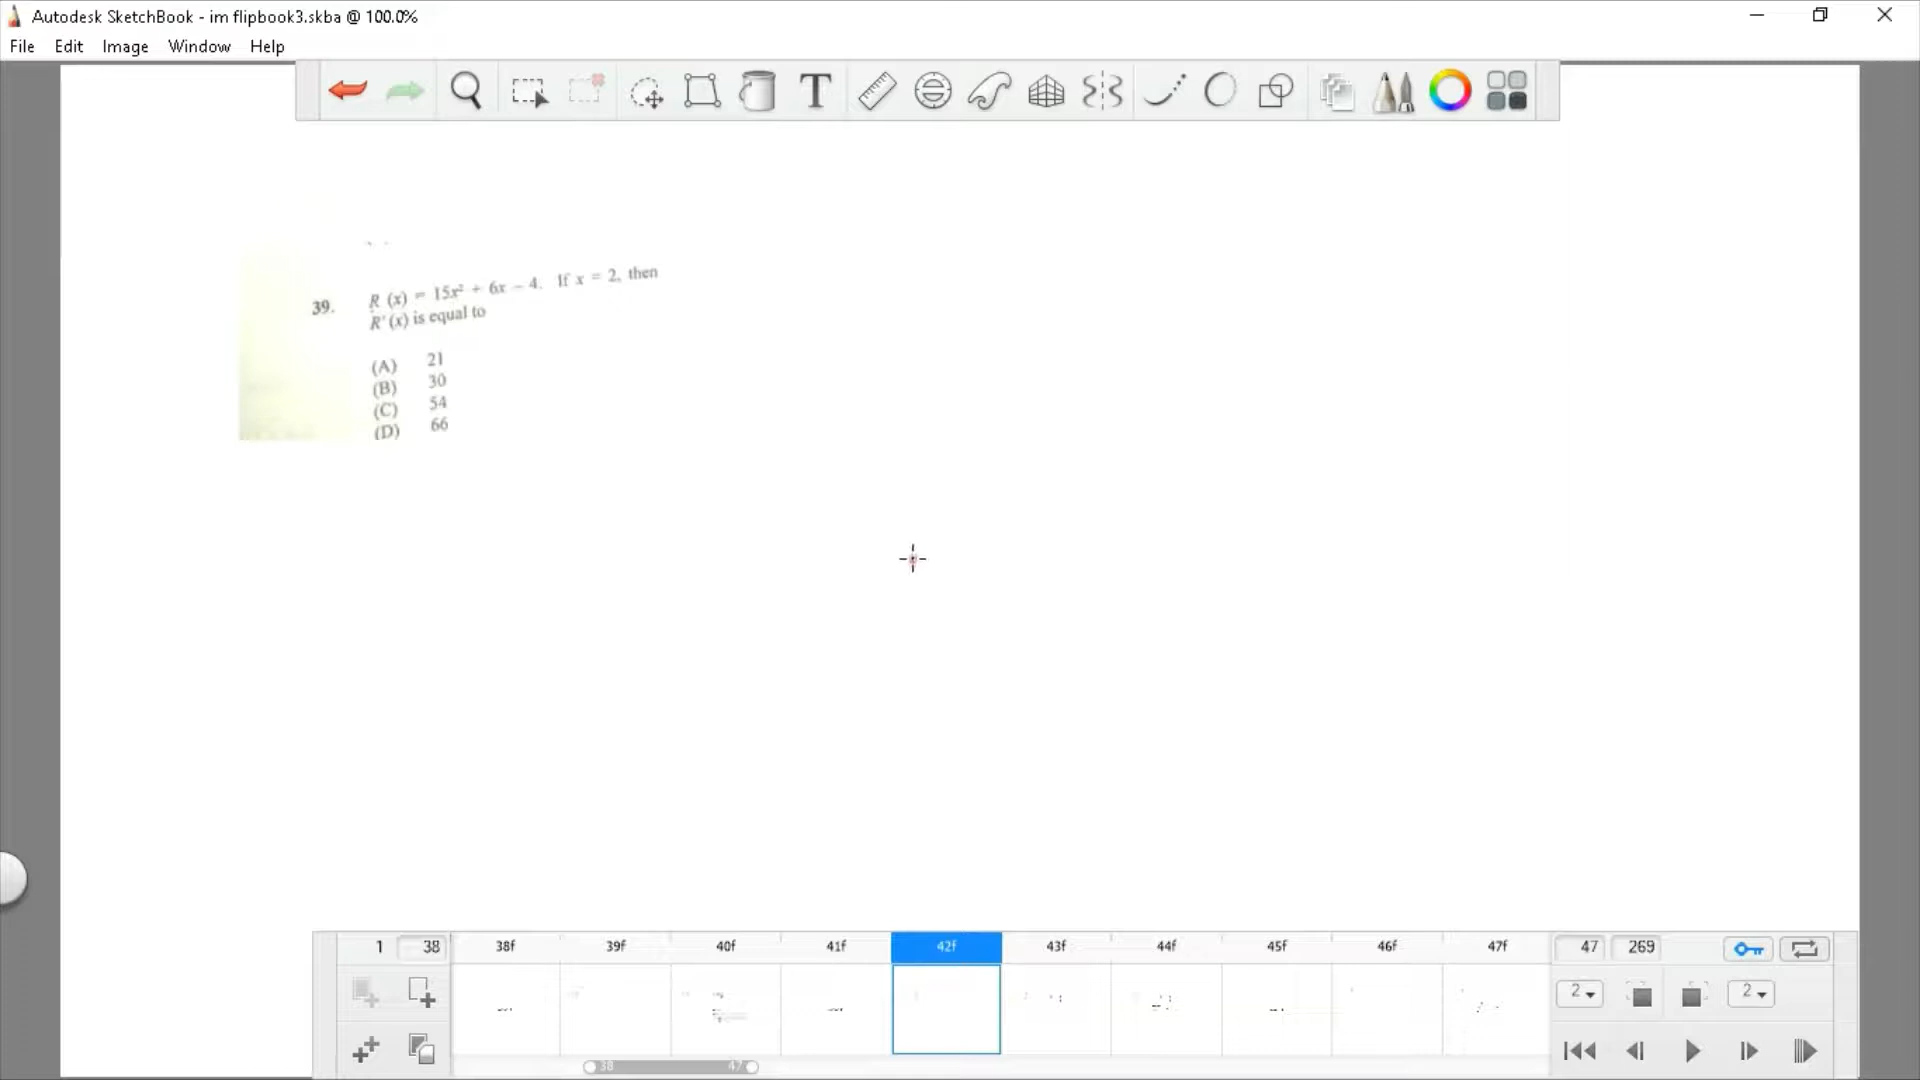 Autodesk SketchBook - im flipbook3.skba @ 100.0%
File Edit Image Window Help
T
39. R (x) = 15x² + 6x – 4. If x = 2, then
R' (x) is equal to
(A) 21
(B) 30
(C) 54
(D) 66
1 38 38f 39f 40f 41f 42f 43f 44f 45f 46f 47f 47 269
2 2
38 47